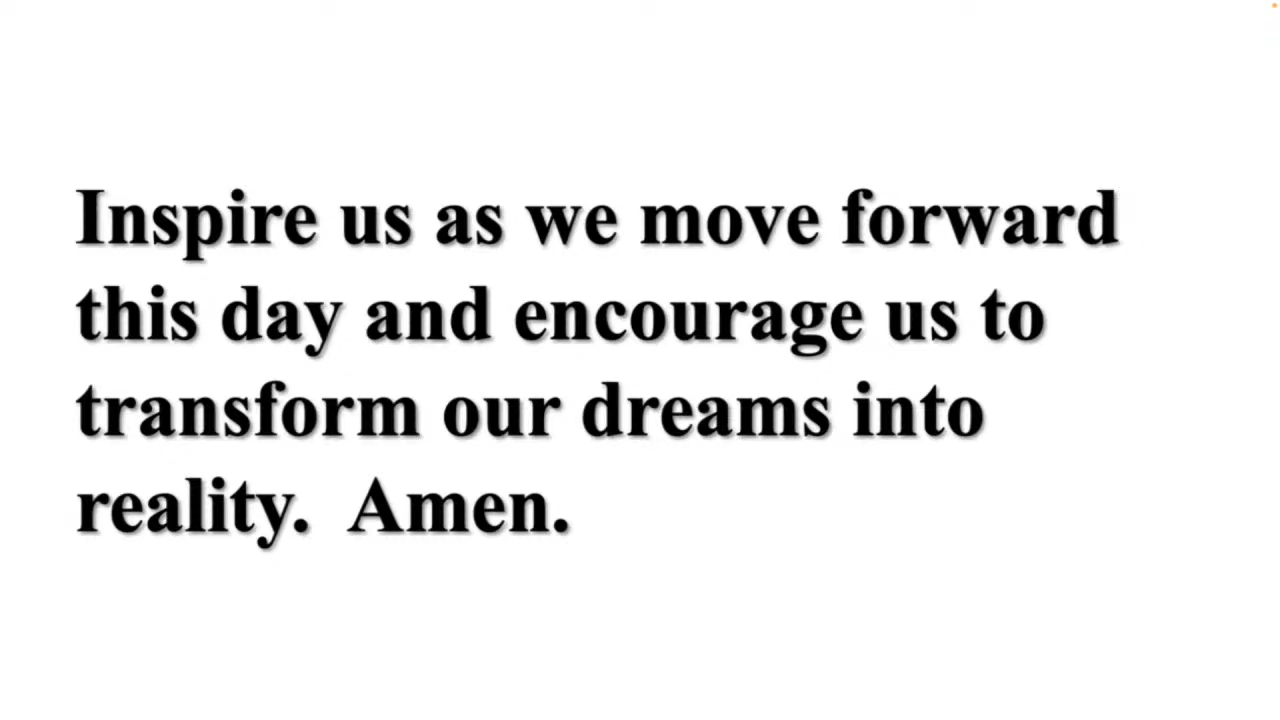 Inspire us as we move forward
this day and encourage us to
transform our dreams into
reality.  Amen.